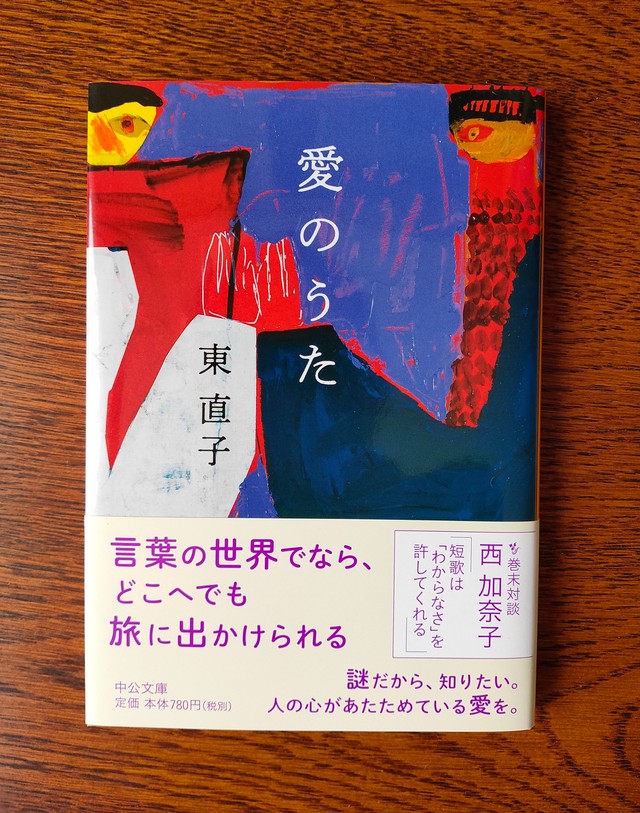 愛のうた
東 直子
言葉の世界でなら、
どこへでも
旅に出かけられる
巻末対談
西 加奈子
「短歌は
「わからなさ」を
許してくれる」
謎だから、知りたい。
人の心があたためている愛を。
中公文庫
定価 本体780円(税別)